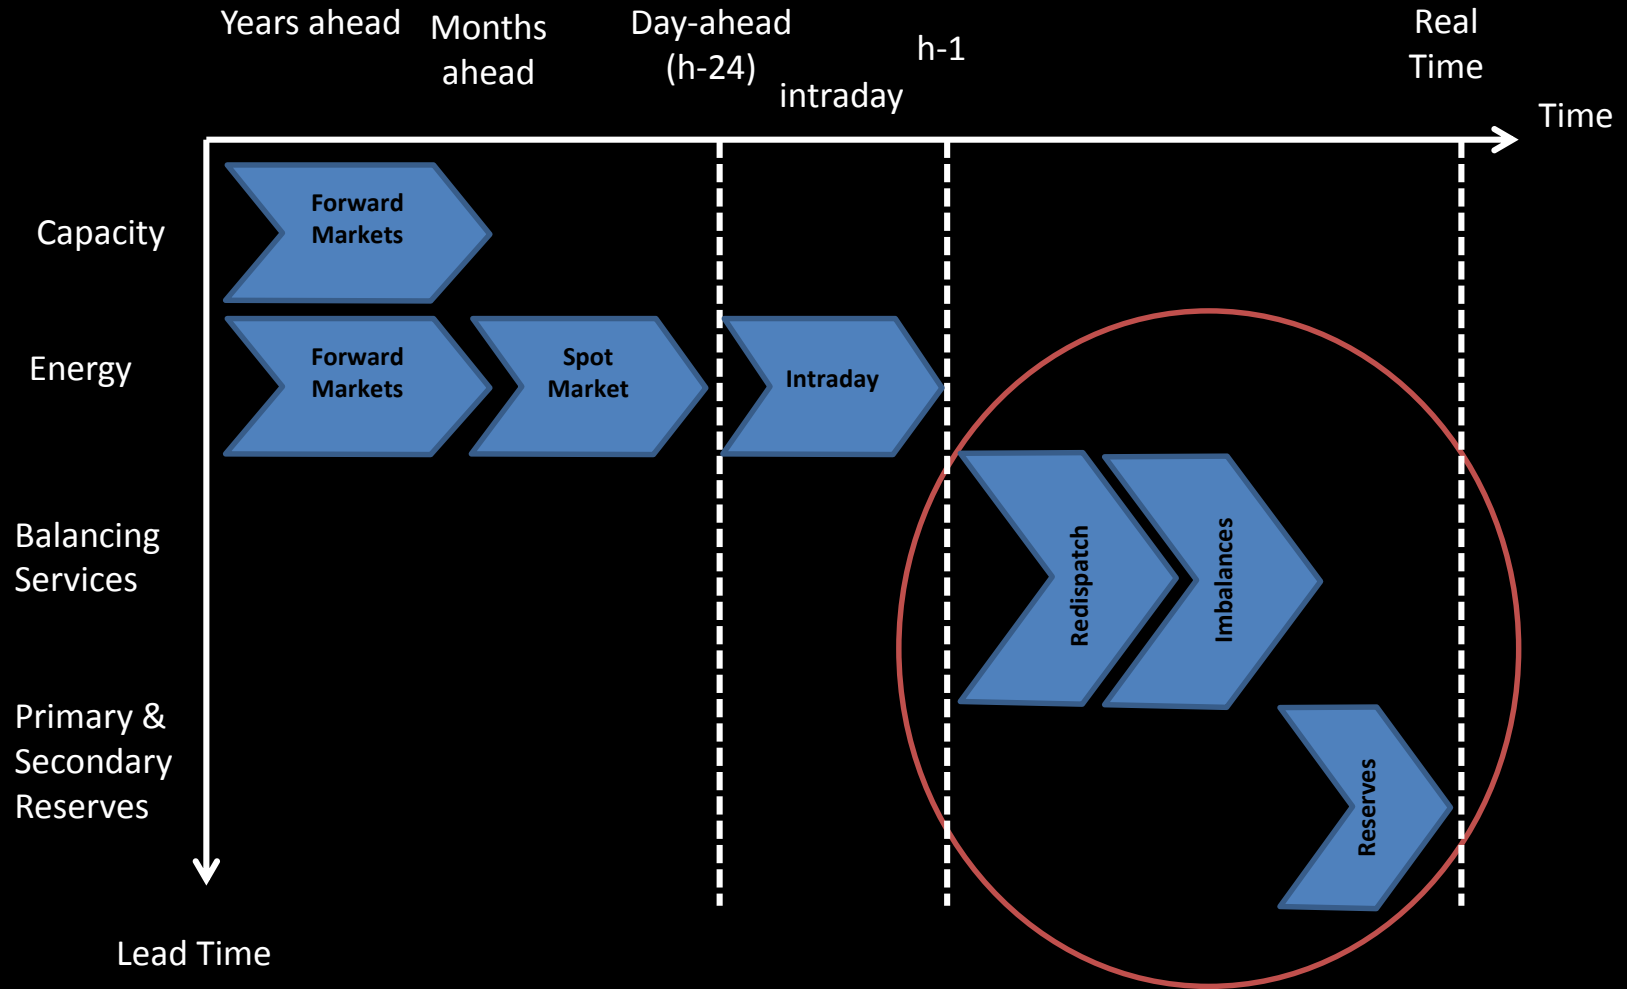 Years ahead
Months
ahead
Day-ahead
(h-24)
intraday
h-1
Real
Time
Time
Capacity
Forward
Markets
Energy
Forward
Markets
Spot
Market
Intraday
Balancing
Services
Redispatch
Imbalances
Primary &
Secondary
Reserves
Reserves
Lead Time